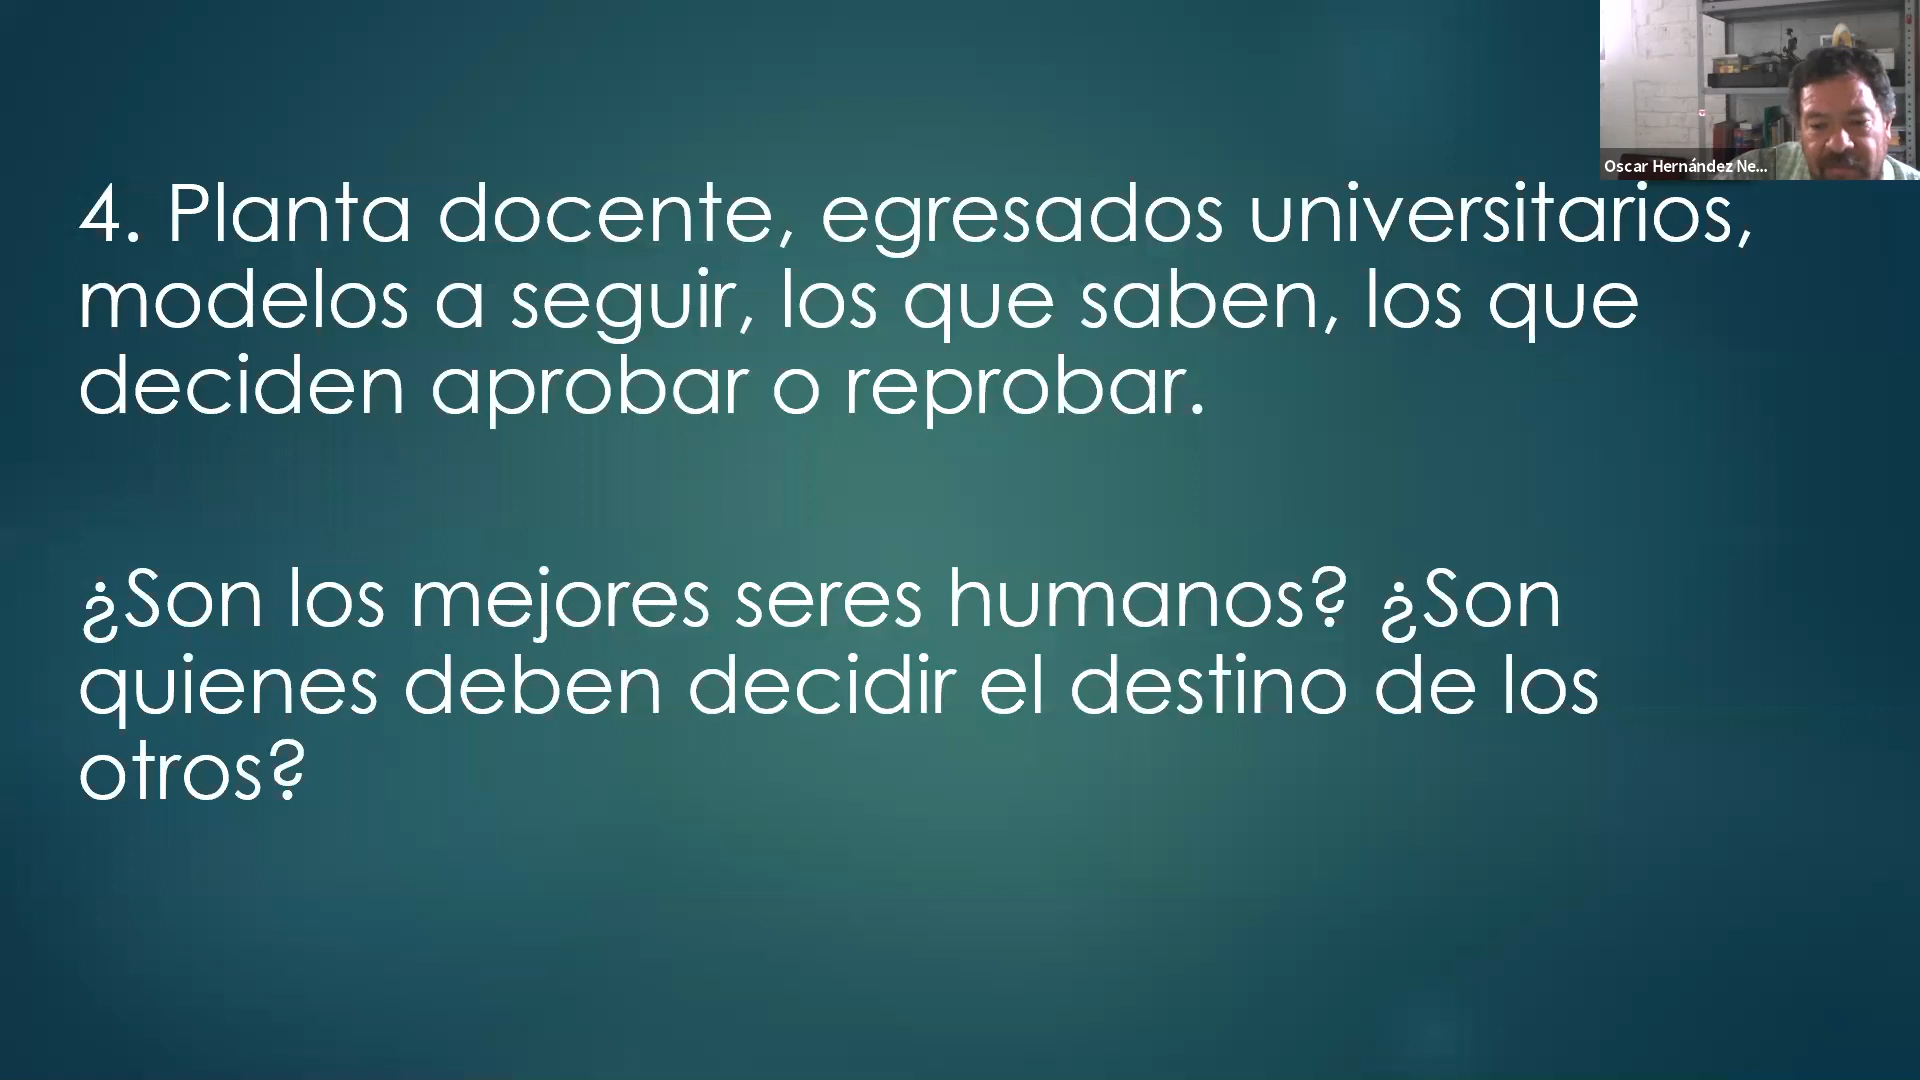 Oscar Hernández Ne...
4. Planta docente, egresados universitarios,
modelos a seguir, los que saben, los que
deciden aprobar o reprobar.
¿Son los mejores seres humanos? ¿Son
quienes deben decidir el destino de los
otros?